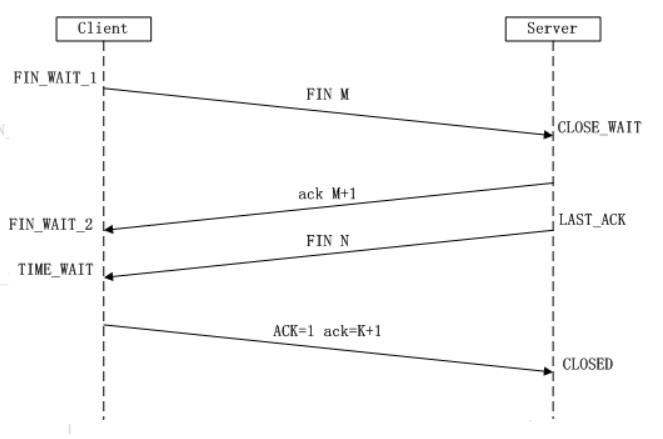 Client
Server
FIN_WAIT_1
FIN M
CLOSE_WAIT
ack M+1
FIN_WAIT_2
LAST_ACK
FIN N
TIME_WAIT
ACK=1 ack=K+1
CLOSED